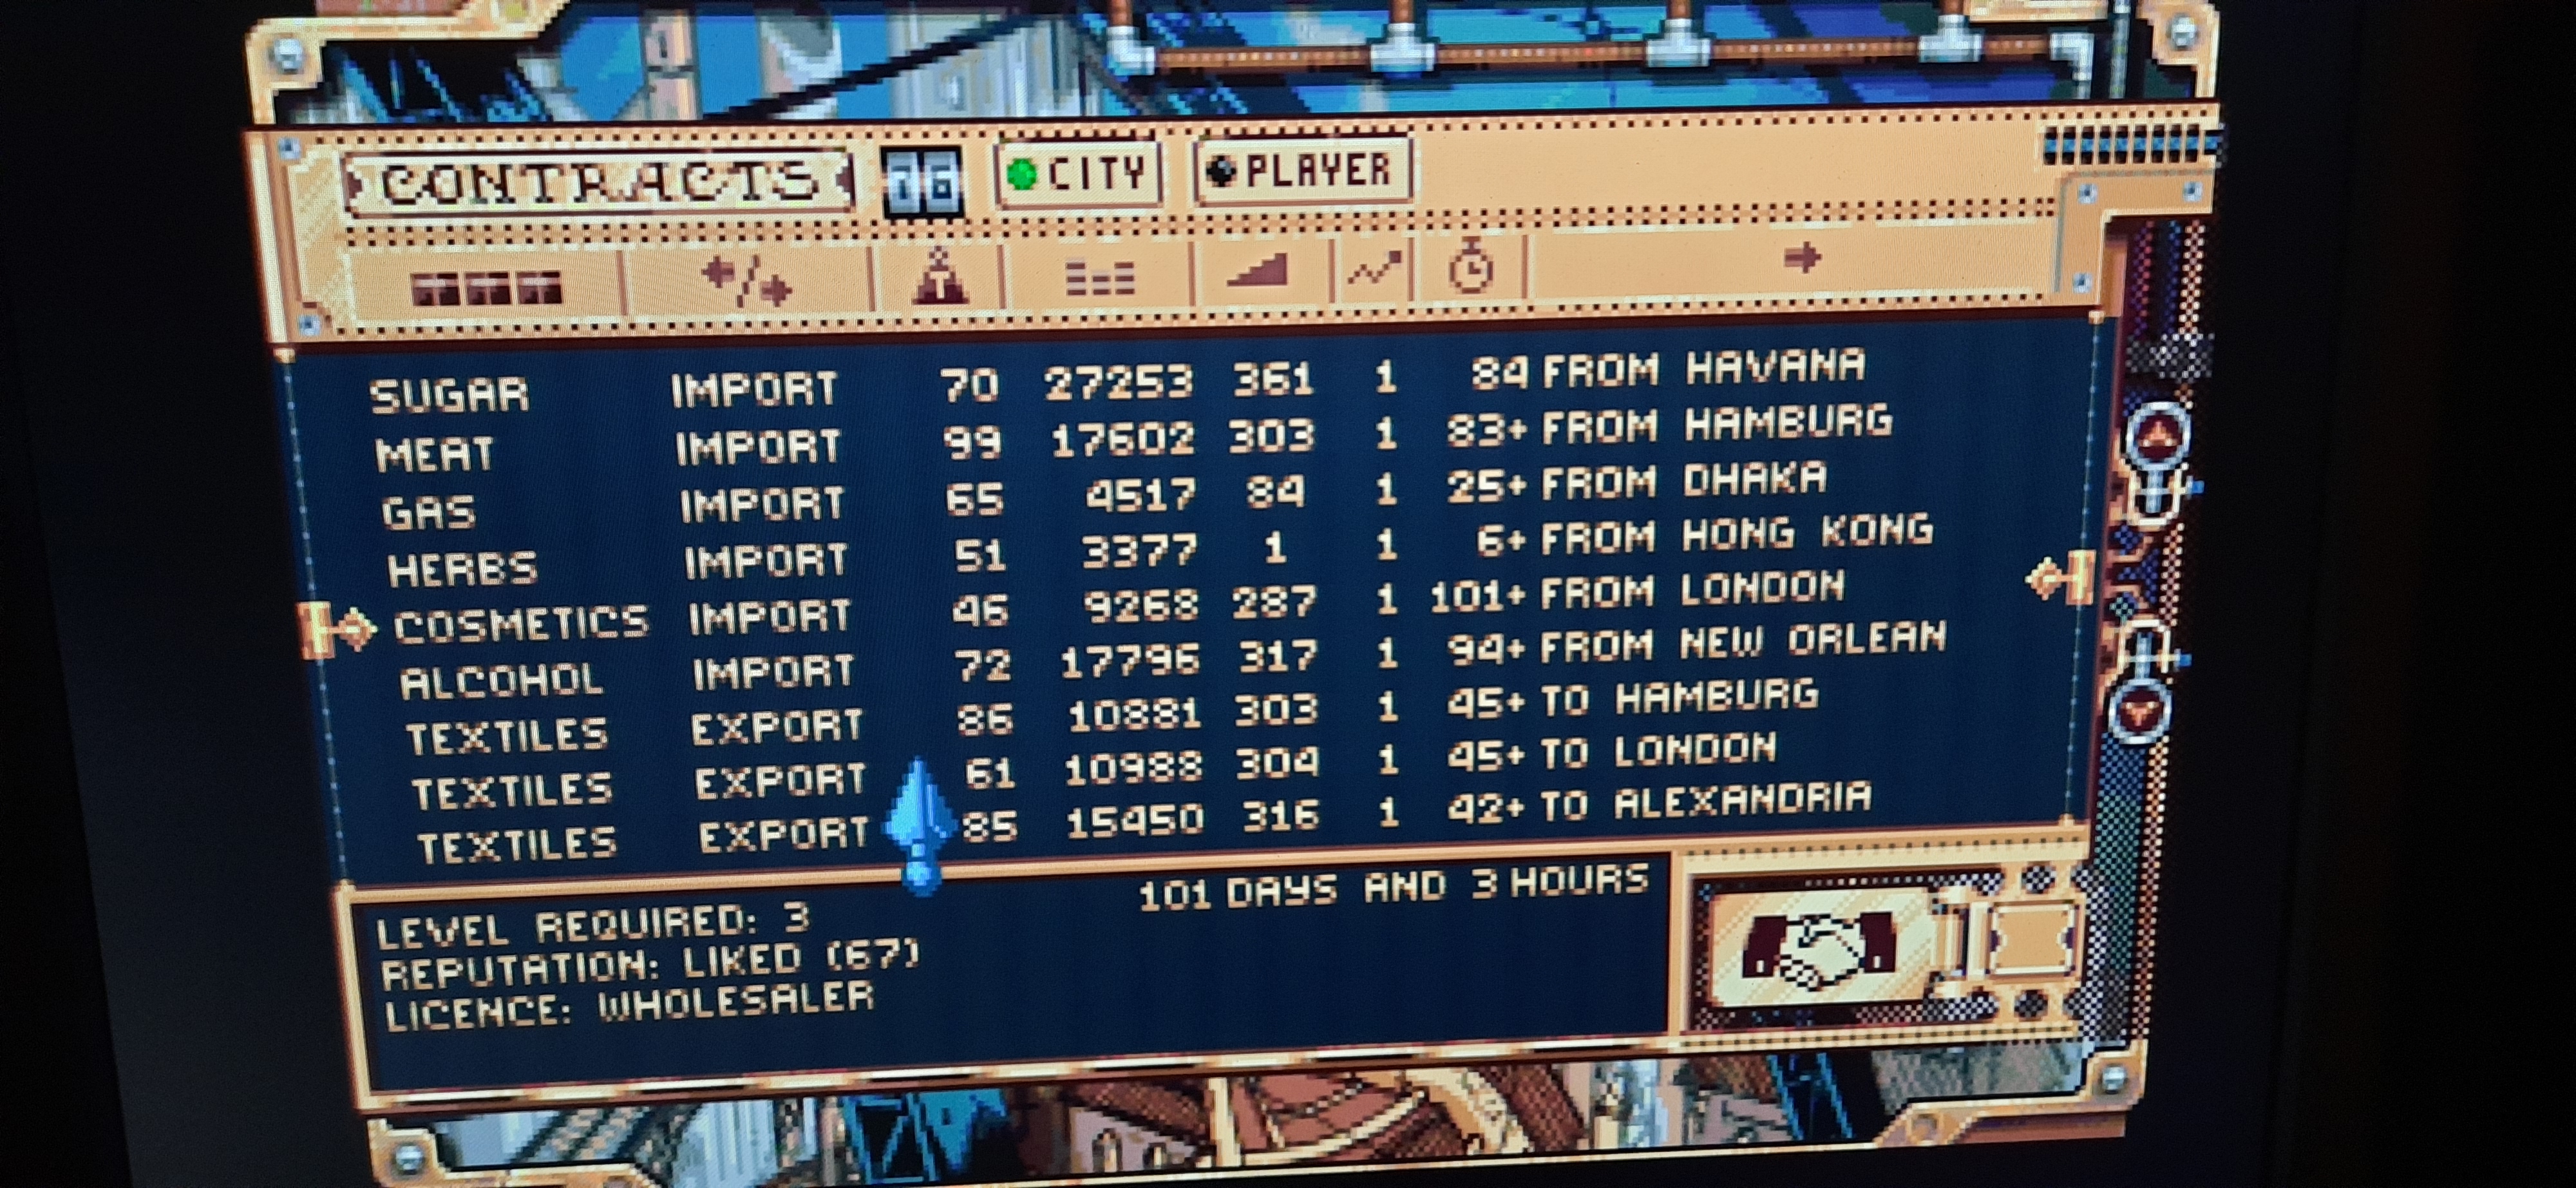 CONTRACTS 76 CITY PLAYER
SUGAR IMPORT 70 27253 361 1 84 FROM HAVANA
MEAT IMPORT 99 17602 303 1 83+ FROM HAMBURG
GAS IMPORT 65 4517 84 1 25+ FROM DHAKA
HERBS IMPORT 51 3377 1 1 6+ FROM HONG KONG
COSMETICS IMPORT 46 9268 287 1 101+ FROM LONDON
ALCOHOL IMPORT 72 17796 317 1 94+ FROM NEW ORLEAN
TEXTILES EXPORT 86 10881 303 1 45+ TO HAMBURG
TEXTILES EXPORT 61 10988 304 1 45+ TO LONDON
TEXTILES EXPORT 85 15450 316 1 42+ TO ALEXANDRIA
101 DAYS AND 3 HOURS
LEVEL REQUIRED: 3
REPUTATION: LIKED (67)
LICENCE: WHOLESALER